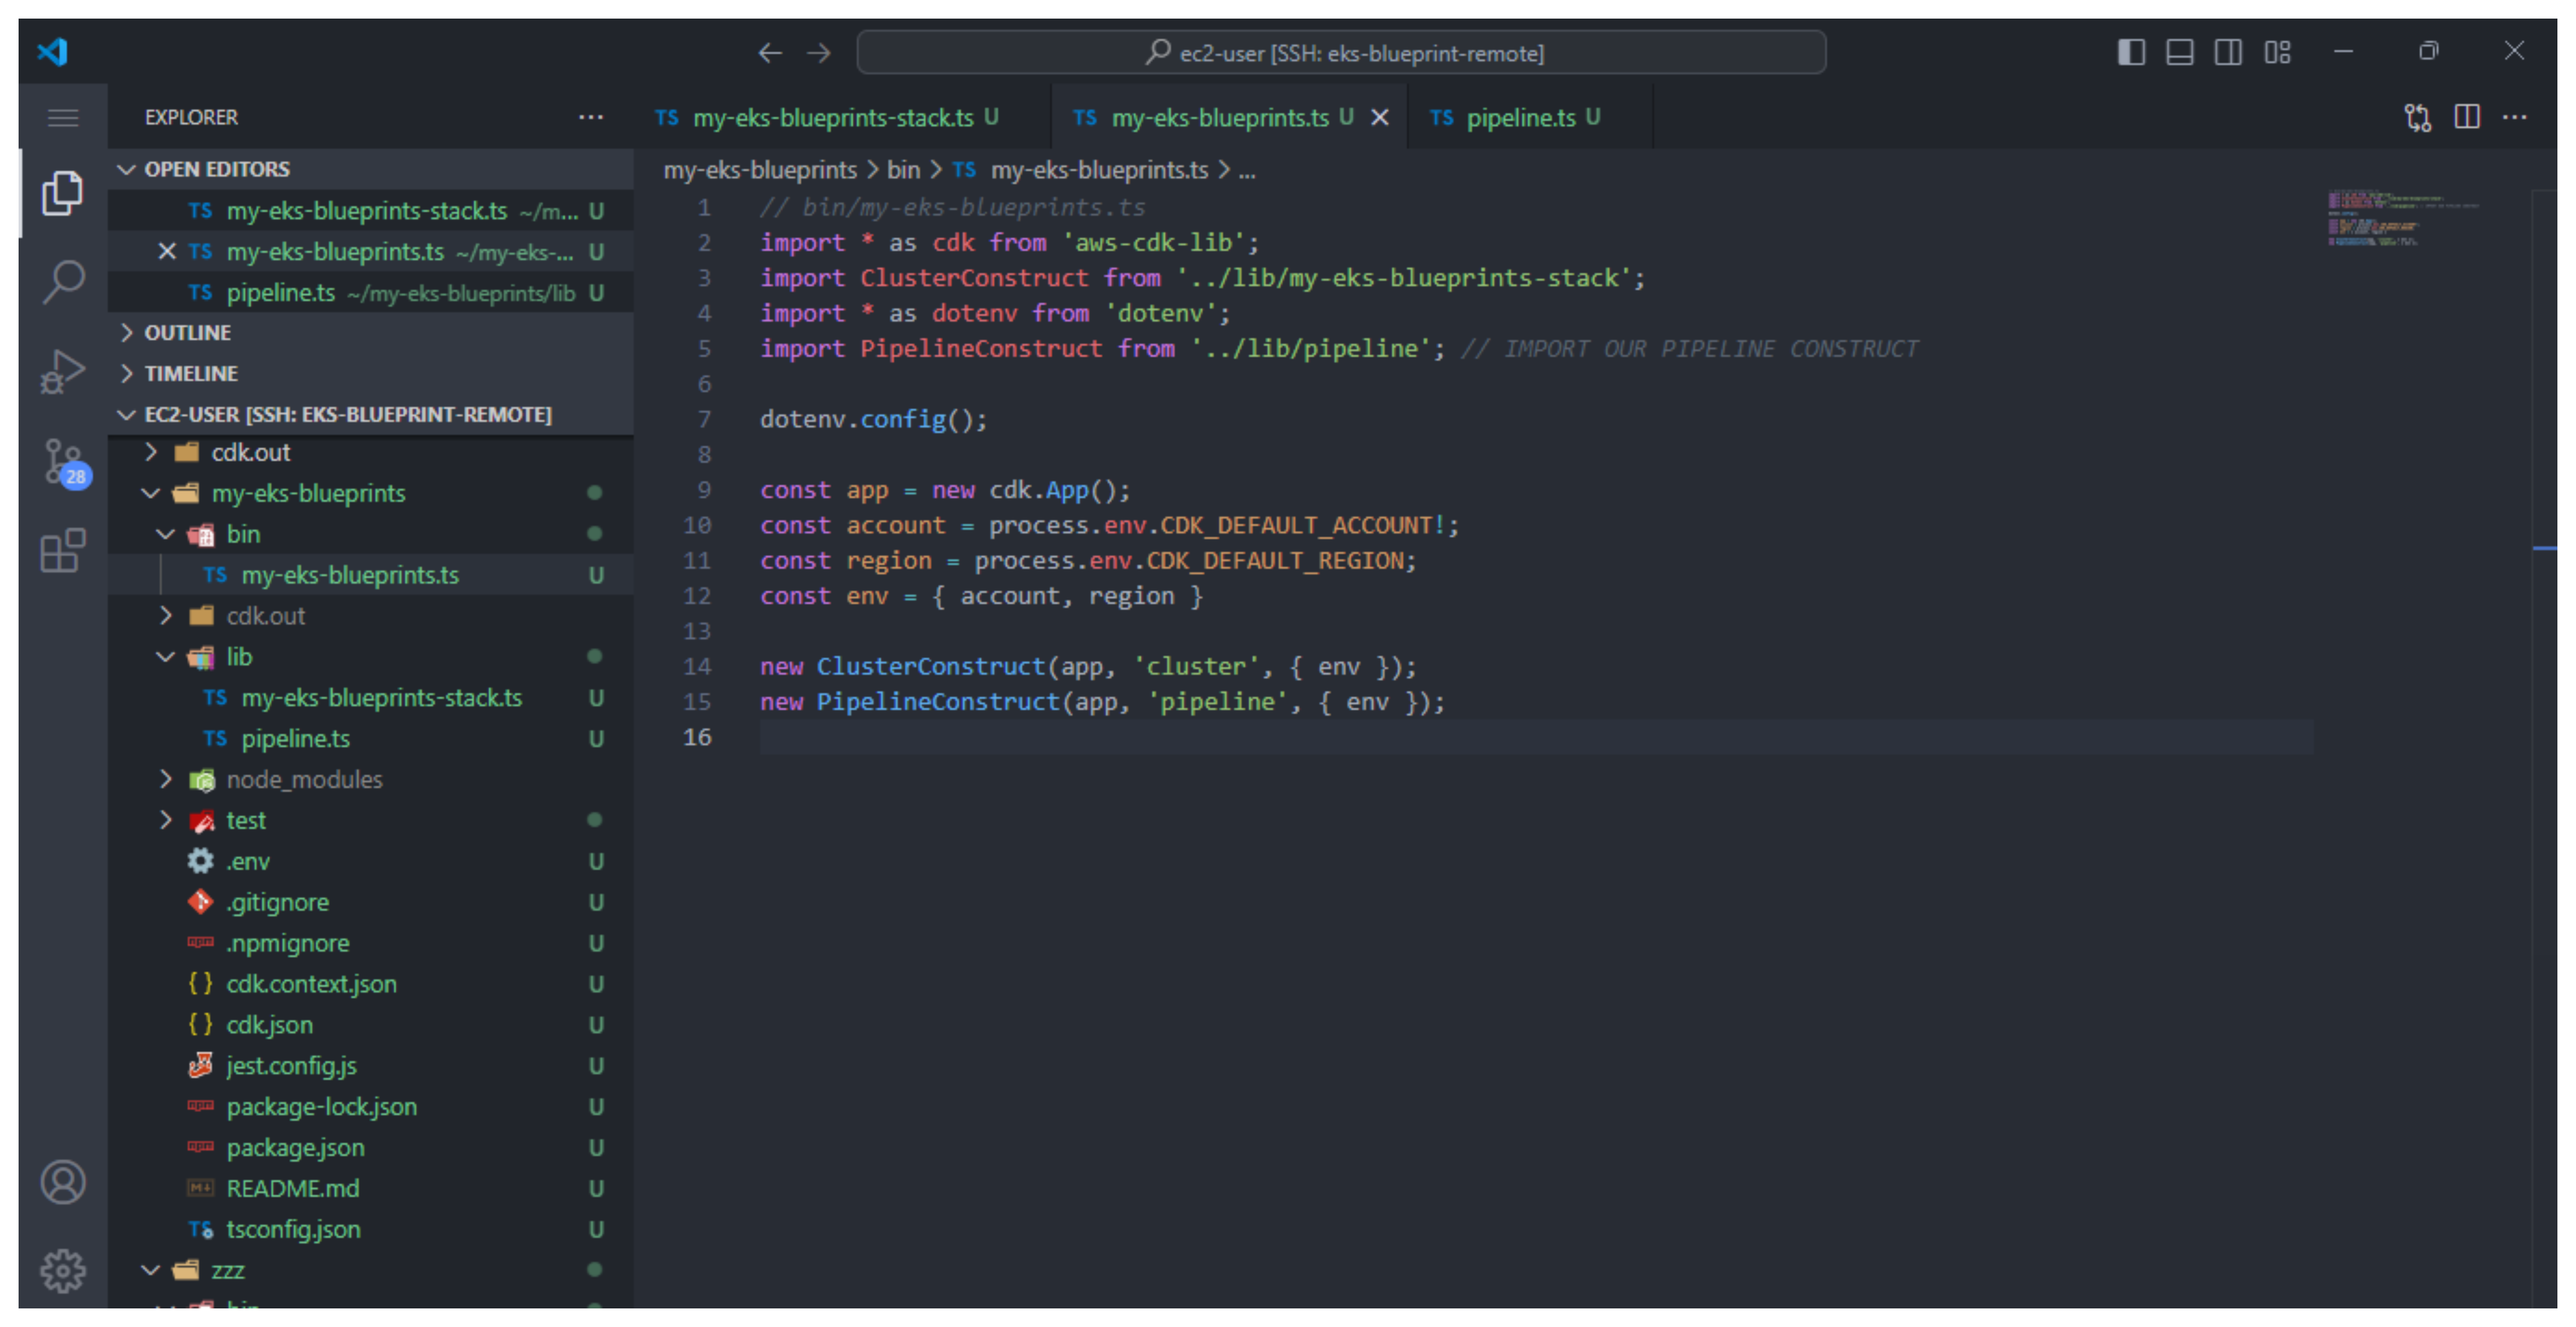 ec2-user [SSH: eks-blueprint-remote]
EXPLORER
OPEN EDITORS
TS my-eks-blueprints-stack.ts ~/m... U
TS my-eks-blueprints.ts ~/my-eks-... U
TS pipeline.ts ~/my-eks-blueprints/lib U
OUTLINE
TIMELINE
EC2-USER [SSH: EKS-BLUEPRINT-REMOTE]
cdk.out
my-eks-blueprints
bin
TS my-eks-blueprints.ts U
cdk.out
lib
TS my-eks-blueprints-stack.ts U
TS pipeline.ts U
node_modules
test
.env U
.gitignore U
.npmignore U
{} cdk.context.json U
{} cdk.json U
jest.config.js U
package-lock.json U
package.json U
README.md U
TS tsconfig.json U
zzz
bin
28
TS my-eks-blueprints-stack.ts U
TS my-eks-blueprints.ts U
TS pipeline.ts U
my-eks-blueprints > bin > TS my-eks-blueprints.ts > ...
1 // bin/my-eks-blueprints.ts
2 import * as cdk from 'aws-cdk-lib';
3 import ClusterConstruct from '../lib/my-eks-blueprints-stack';
4 import * as dotenv from 'dotenv';
5 import PipelineConstruct from '../lib/pipeline'; // IMPORT OUR PIPELINE CONSTRUCT
6
7 dotenv.config();
8
9 const app = new cdk.App();
10 const account = process.env.CDK_DEFAULT_ACCOUNT!;
11 const region = process.env.CDK_DEFAULT_REGION;
12 const env = { account, region }
13
14 new ClusterConstruct(app, 'cluster', { env });
15 new PipelineConstruct(app, 'pipeline', { env });
16